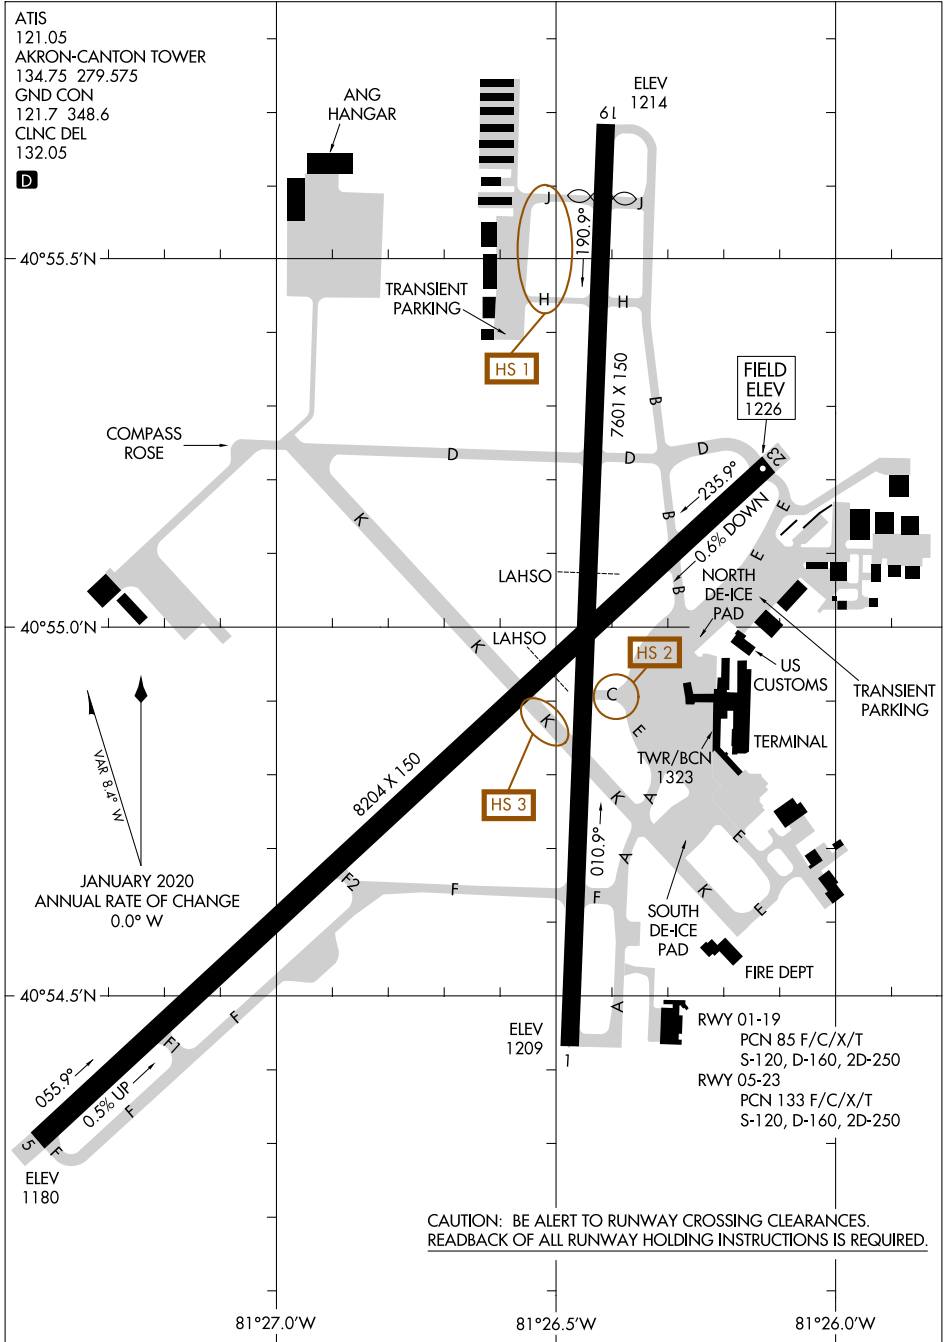 ATIS
121.05
AKRON-CANTON TOWER
134.75 279.575
GND CON
121.7 348.6
CLNC DEL
132.05
D
ANG
HANGAR
ELEV
1214
19
J
J
190.9°
40°55.5'N
TRANSIENT
PARKING
H
H
HS 1
7601 X 150
FIELD
ELEV
1226
B
COMPASS
ROSE
D
D
D
23
235.9°
0.6% DOWN
K
B
E
E
LAHSO
NORTH
DE-ICE
PAD
B
40°55.0'N
LAHSO
K
HS 2
US
CUSTOMS
TRANSIENT
PARKING
C
K
E
TERMINAL
TWR/BCN
1323
VAR 8.4° W
8204 X 150
HS 3
K
A
E
010.9°
A
JANUARY 2020
ANNUAL RATE OF CHANGE
0.0° W
F2
F
F
K
E
SOUTH
DE-ICE
PAD
FIRE DEPT
40°54.5'N
F
A
ELEV
1209
1
RWY 01-19
PCN 85 F/C/X/T
S-120, D-160, 2D-250
RWY 05-23
PCN 133 F/C/X/T
S-120, D-160, 2D-250
F1
055.9°
0.5% UP
F
5
F
ELEV
1180
CAUTION: BE ALERT TO RUNWAY CROSSING CLEARANCES.
READBACK OF ALL RUNWAY HOLDING INSTRUCTIONS IS REQUIRED.
81°27.0'W
81°26.5'W
81°26.0'W